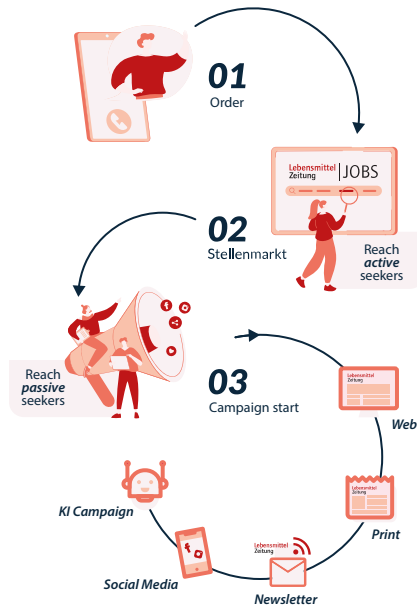 01
Order
Lebensmittel
Zeitung
JOBS
02
Stellenmarkt
Reach
active
seekers
Reach
passive
seekers
03
Campaign start
Lebensmittel
Zeitung
Web
Lebensmittel
Zeitung
Print
KI Campaign
Social Media
Lebensmittel
Zeitung
Newsletter